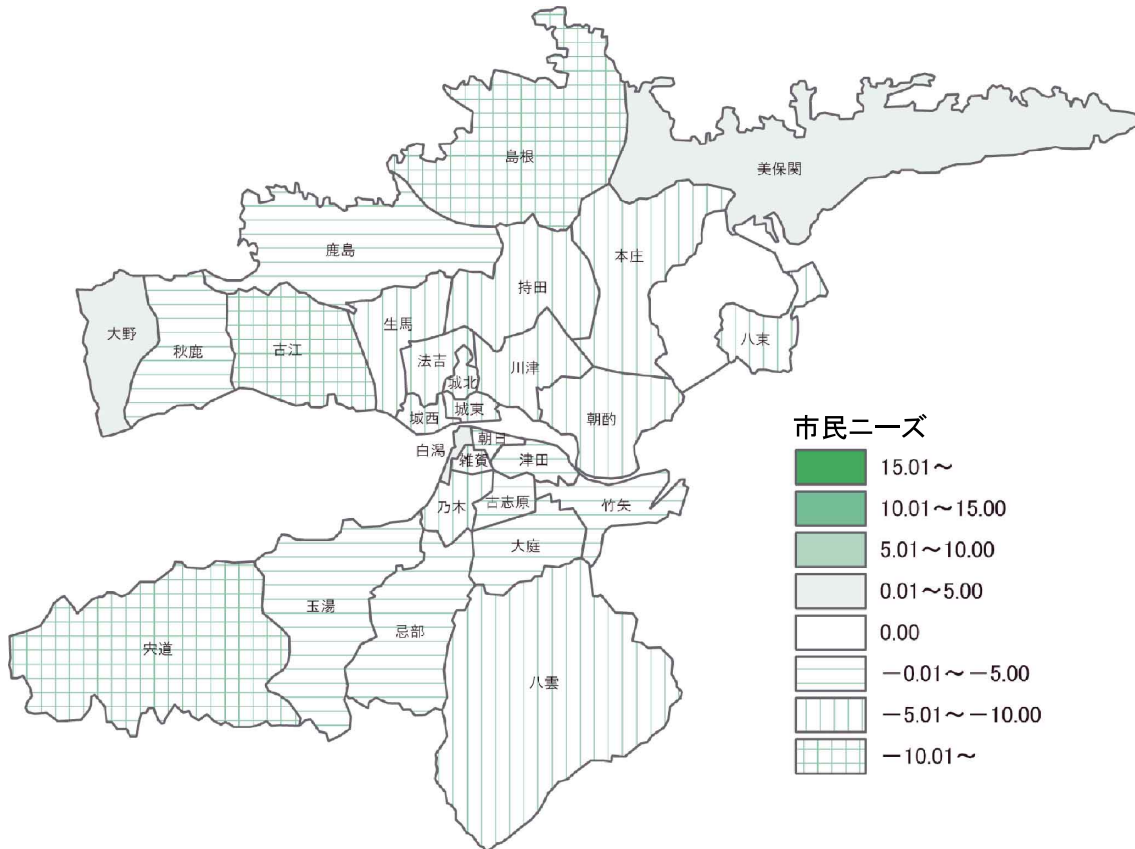 島根
美保関
鹿島
本庄
持田
大野
秋鹿
古江
生馬
八束
法吉
川津
城北
城西
城東
朝酌
白潟
朝日
雑賀
津田
乃木
古志原
竹矢
大庭
玉湯
忌部
宍道
八雲
市民ニーズ
15.01～
10.01～15.00
5.01～10.00
0.01～5.00
0.00
－0.01～－5.00
－5.01～－10.00
－10.01～